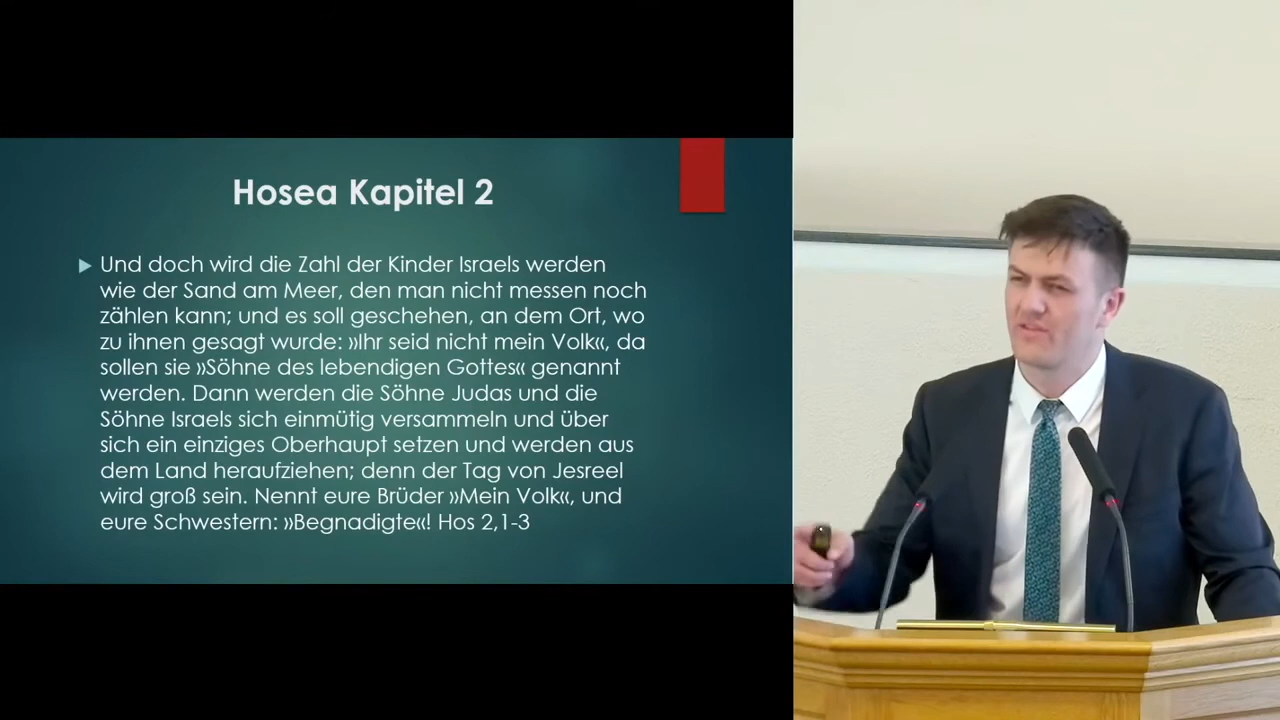 Hosea Kapitel 2
Und doch wird die Zahl der Kinder Israels werden
wie der Sand am Meer, den man nicht messen noch
zählen kann; und es soll geschehen, an dem Ort, wo
zu ihnen gesagt wurde: »Ihr seid nicht mein Volk«, da
sollen sie »Söhne des lebendigen Gottes« genannt
werden. Dann werden die Söhne Judas und die
Söhne Israels sich einmütig versammeln und über
sich ein einziges Oberhaupt setzen und werden aus
dem Land heraufziehen; denn der Tag von Jesreel
wird groß sein. Nennt eure Brüder »Mein Volk«, und
eure Schwestern: »Begnadigte«! Hos 2,1-3